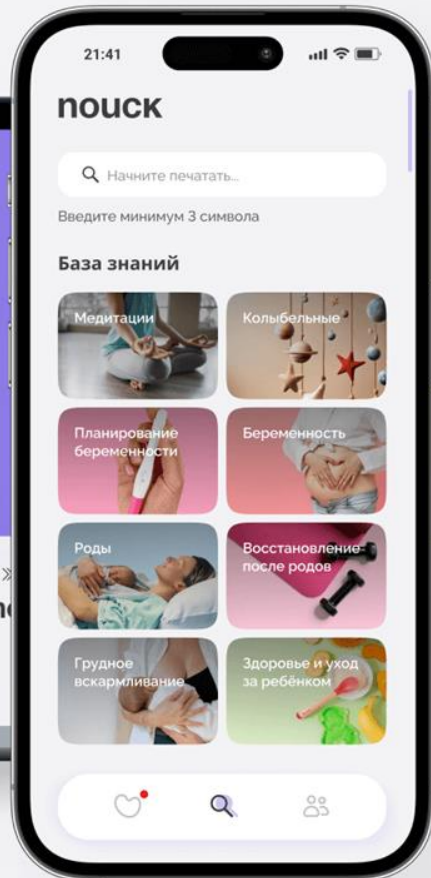 21:41
поиск
Начните печатать...
Введите минимум 3 символа
База знаний
Медитации
Колыбельные
Планирование
беременности
Беременность
Роды
Восстановление
после родов
Грудное
вскармливание
Здоровье и уход
за ребёнком